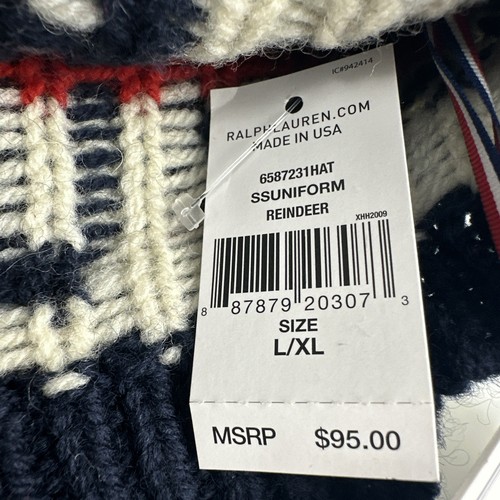 IC#942414
RALPHLAUREN.COM
MADE IN USA
6587231HAT
SSUNIFORM
REINDEER
XHH2009
8 87879 20307 3
SIZE
L/XL
MSRP $95.00